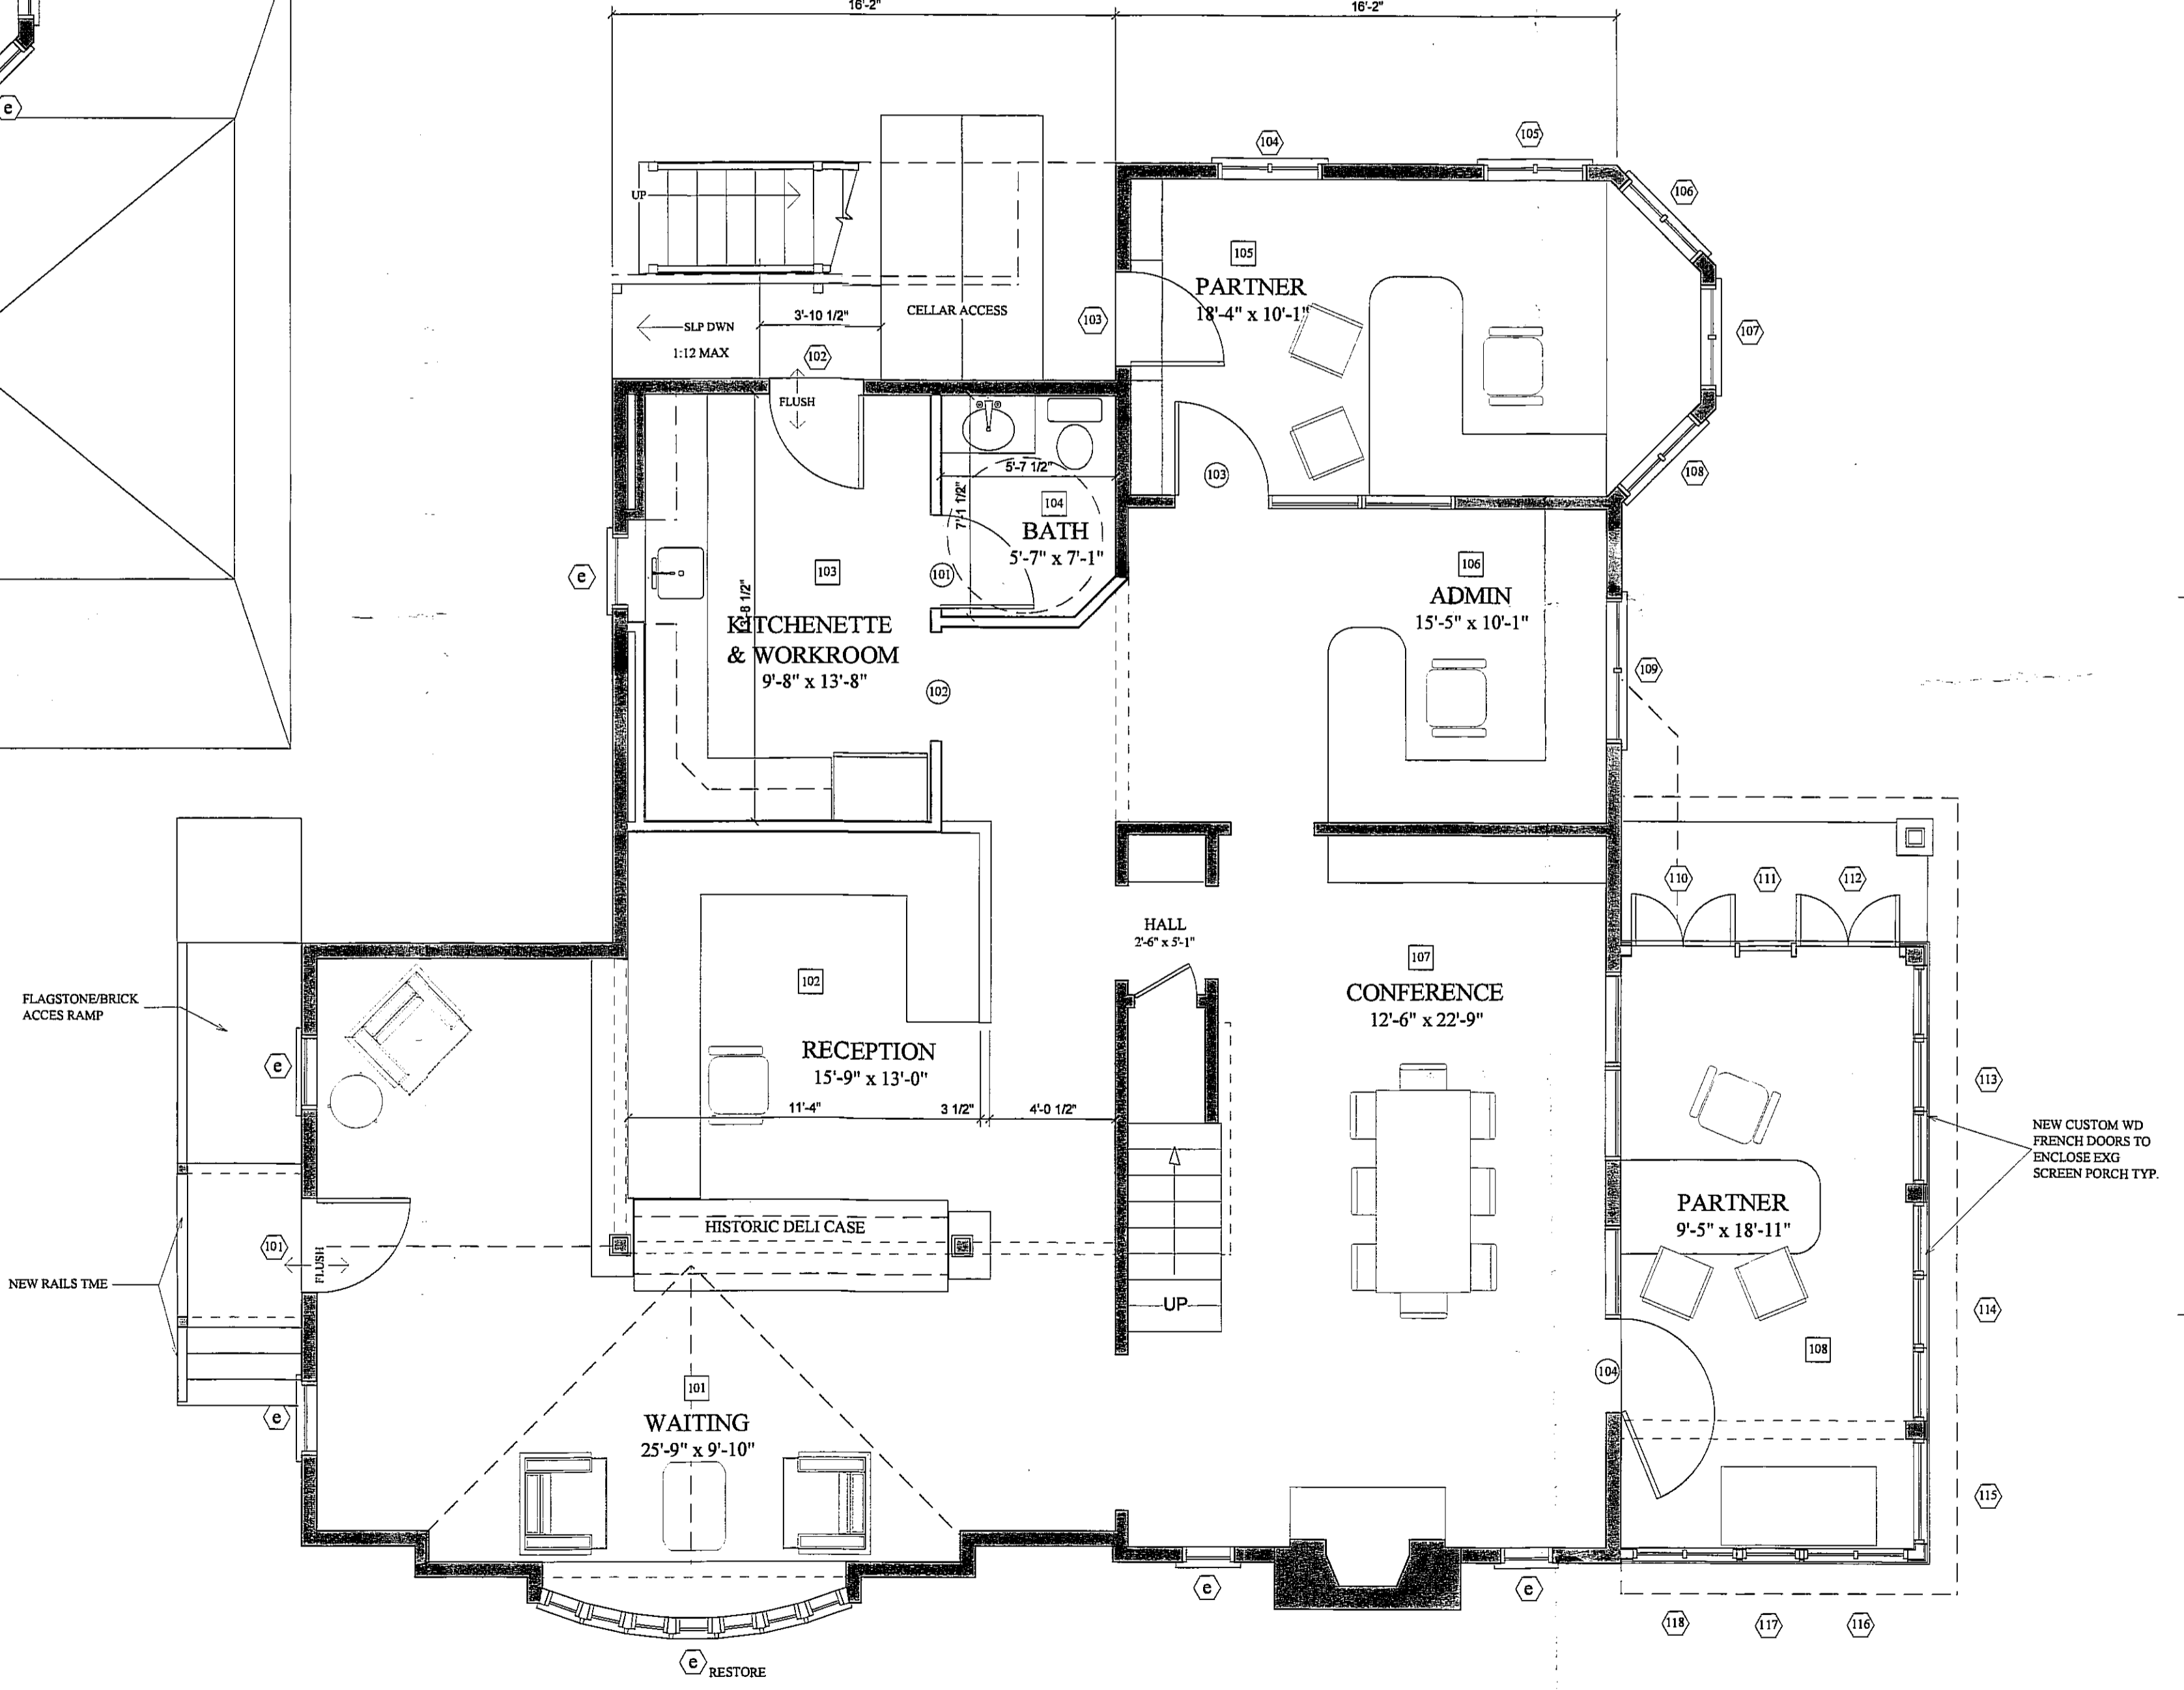 16'-2"
16'-2"
e
104
105
106
UP
105
PARTNER
18'-4" x 10'-1"
CELLAR ACCESS
3'-10 1/2"
SLP DWN
1:12 MAX
103
107
102
FLUSH
5'-7 1/2"
103
108
7'-1 1/2"
104
BATH
5'-7" x 7'-1"
e
103
101
106
ADMIN
15'-5" x 10'-1"
13'-8 1/2"
KITCHENETTE
& WORKROOM
9'-8" x 13'-8"
102
109
110
111
112
HALL
2'-6" x 5'-1"
107
CONFERENCE
12'-6" x 22'-9"
102
FLAGSTONE/BRICK
ACCES RAMP
e
RECEPTION
15'-9" x 13'-0"
11'-4"
3 1/2"
4'-0 1/2"
113
NEW CUSTOM WD
FRENCH DOORS TO
ENCLOSE EXG
SCREEN PORCH TYP.
PARTNER
9'-5" x 18'-11"
HISTORIC DELI CASE
101
FLUSH
NEW RAILS TME
UP
114
108
104
101
WAITING
25'-9" x 9'-10"
e
115
e
e
118
117
116
e
RESTORE